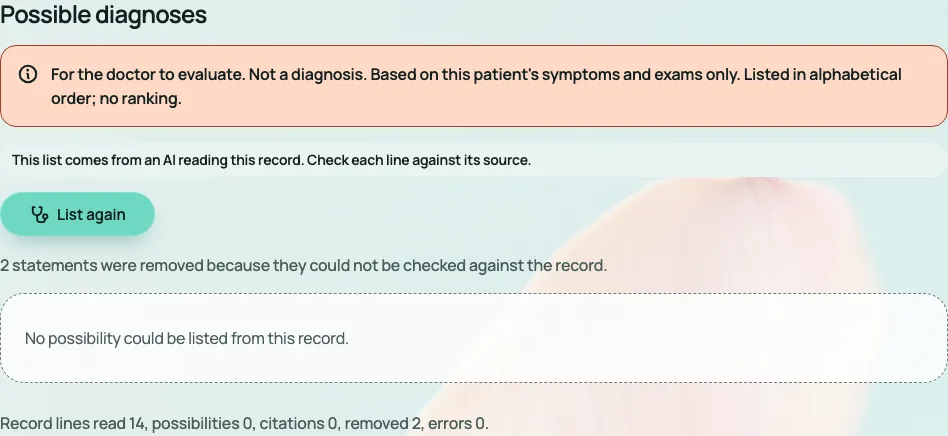 Possible diagnoses
For the doctor to evaluate. Not a diagnosis. Based on this patient's symptoms and exams only. Listed in alphabetical
order; no ranking.
This list comes from an AI reading this record. Check each line against its source.
List again
2 statements were removed because they could not be checked against the record.
No possibility could be listed from this record.
Record lines read 14, possibilities 0, citations 0, removed 2, errors 0.